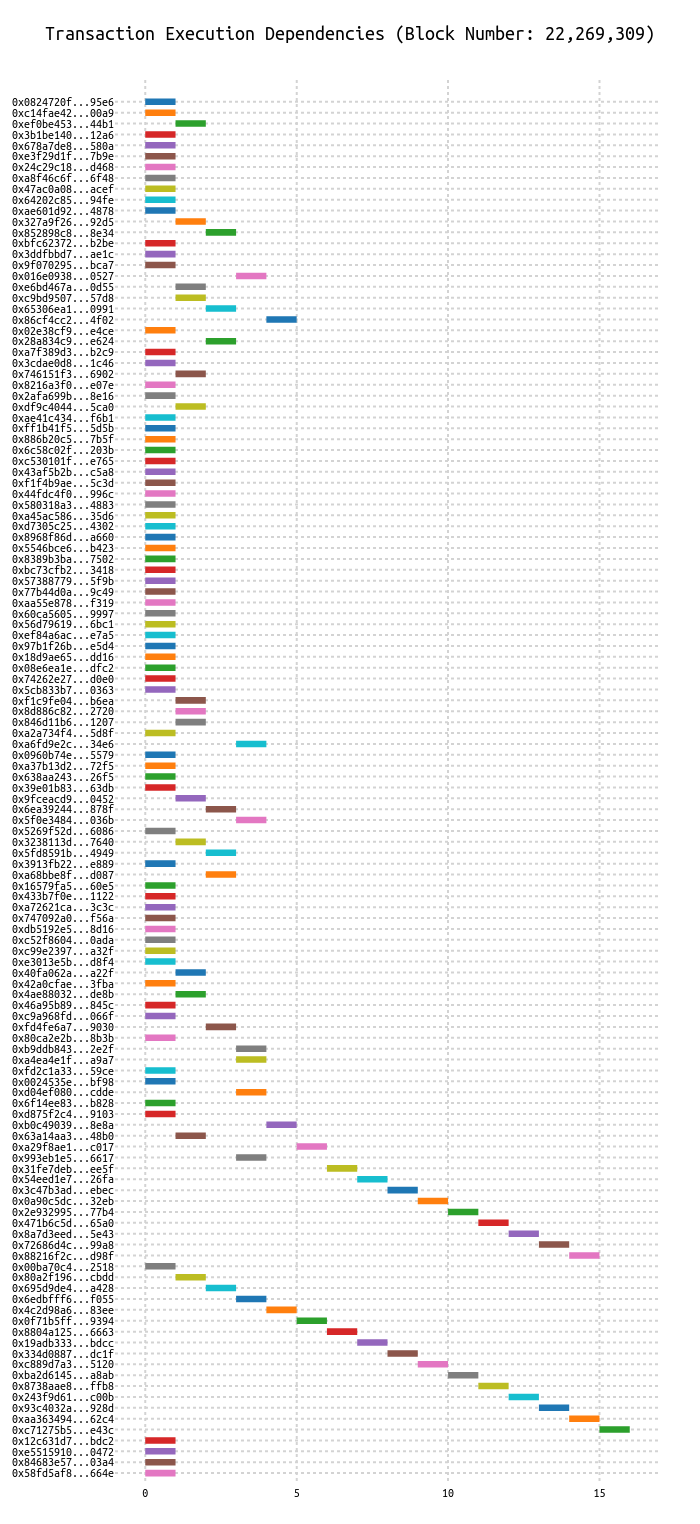 Transaction Execution Dependencies (Block Number: 22,269,309)
0x0824720f...95e6
0xc14fae42...00a9
0xef0be453...44b1
0x3b1be140...12a6
0x678a7de8...580a
0xe3f29d1f...7b9e
0x24c29c18...d468
0xa8f46c6f...6f48
0x47ac0a08...acef
0x64202c85...94fe
0xae601d92...4878
0x327a9f26...92d5
0x852898c8...8e34
0xbfc62372...b2be
0x3ddfbbd7...ae1c
0x9f070295...bca7
0x016e0938...0527
0xe6bd467a...0d55
0xc9bd9507...57d8
0x65306ea1...0991
0x86cf4cc2...4f02
0x02e38cf9...e4ce
0x28a834c9...e624
0xa7f389d3...b2c9
0x3cdae0d8...1c46
0x746151f3...6902
0x8216a3f0...e07e
0x2afa699b...8e16
0xdf9c4044...5ca0
0xae41c434...f6b1
0xff1b41f5...5d5b
0x886b20c5...7b5f
0x6c58c02f...203b
0xc530101f...e765
0x43af5b2b...c5a8
0xf1f4b9ae...5c3d
0x44fdc4f0...996c
0x580318a3...4883
0xa45ac586...35d6
0xd7305c25...4302
0x8968f86d...a660
0x5546bce6...b423
0x8389b3ba...7502
0xbc73cfb2...3418
0x57388779...5f9b
0x77b44d0a...9c49
0xaa55e878...f319
0x60ca5605...9997
0x56d79619...6bc1
0xef84a6ac...e7a5
0x97b1f26b...e5d4
0x18d9ae65...dd16
0x08e6ea1e...dfc2
0x74262e27...d0e0
0x5cb833b7...0363
0xf1c9fe04...b6ea
0x8d886c82...2720
0x846d11b6...1207
0xa2a734f4...5d8f
0xa6fd9e2c...34e6
0x0960b74e...5579
0xa37b13d2...72f5
0x638aa243...26f5
0x39e01b83...63db
0x9fceacd9...0452
0x6ea39244...878f
0x5f0e3484...036b
0x5269f52d...6086
0x3238113d...7640
0x5fd8591b...4949
0x3913fb22...e889
0xa68bbe8f...d087
0x16579fa5...60e5
0x433b7f0e...1122
0xa72621ca...3c3c
0x747092a0...f56a
0xdb5192e5...8d16
0xc52f8604...0ada
0xc99e2397...a32f
0xe3013e5b...d8f4
0x40fa062a...a22f
0x42a0cfae...3fba
0x4ae88032...de8b
0x46a95b89...845c
0xc9a968fd...066f
0xfd4fe6a7...9030
0x80ca2e2b...8b3b
0xb9ddb843...2e2f
0xa4ea4e1f...a9a7
0xfd2c1a33...59ce
0x0024535e...bf98
0xd04ef080...cdde
0x6f14ee83...b828
0xd875f2c4...9103
0xb0c49039...8e8a
0x63a14aa3...48b0
0xa29f8ae1...c017
0x993eb1e5...6617
0x31fe7deb...ee5f
0x54eed1e7...26fa
0x3c47b3ad...ebec
0x0a90c5dc...32eb
0x2e932995...77b4
0x471b6c5d...65a0
0x8a7d3eed...5e43
0x72686d4c...99a8
0x88216f2c...d98f
0x00ba70c4...2518
0x80a2f196...cbdd
0x695d9de4...a428
0x6edbfff6...f055
0x4c2d98a6...83ee
0x0f71b5ff...9394
0x8804a125...6663
0x19adb333...bdcc
0x334d0887...dc1f
0xc889d7a3...5120
0xba2d6145...a8ab
0x8738aae8...ffb8
0x243f9d61...c00b
0x93c4032a...928d
0xaa363494...62c4
0xc71275b5...e43c
0x12c631d7...bdc2
0xe5515910...0472
0x84683e57...03a4
0x58fd5af8...664e
0 5 10 15